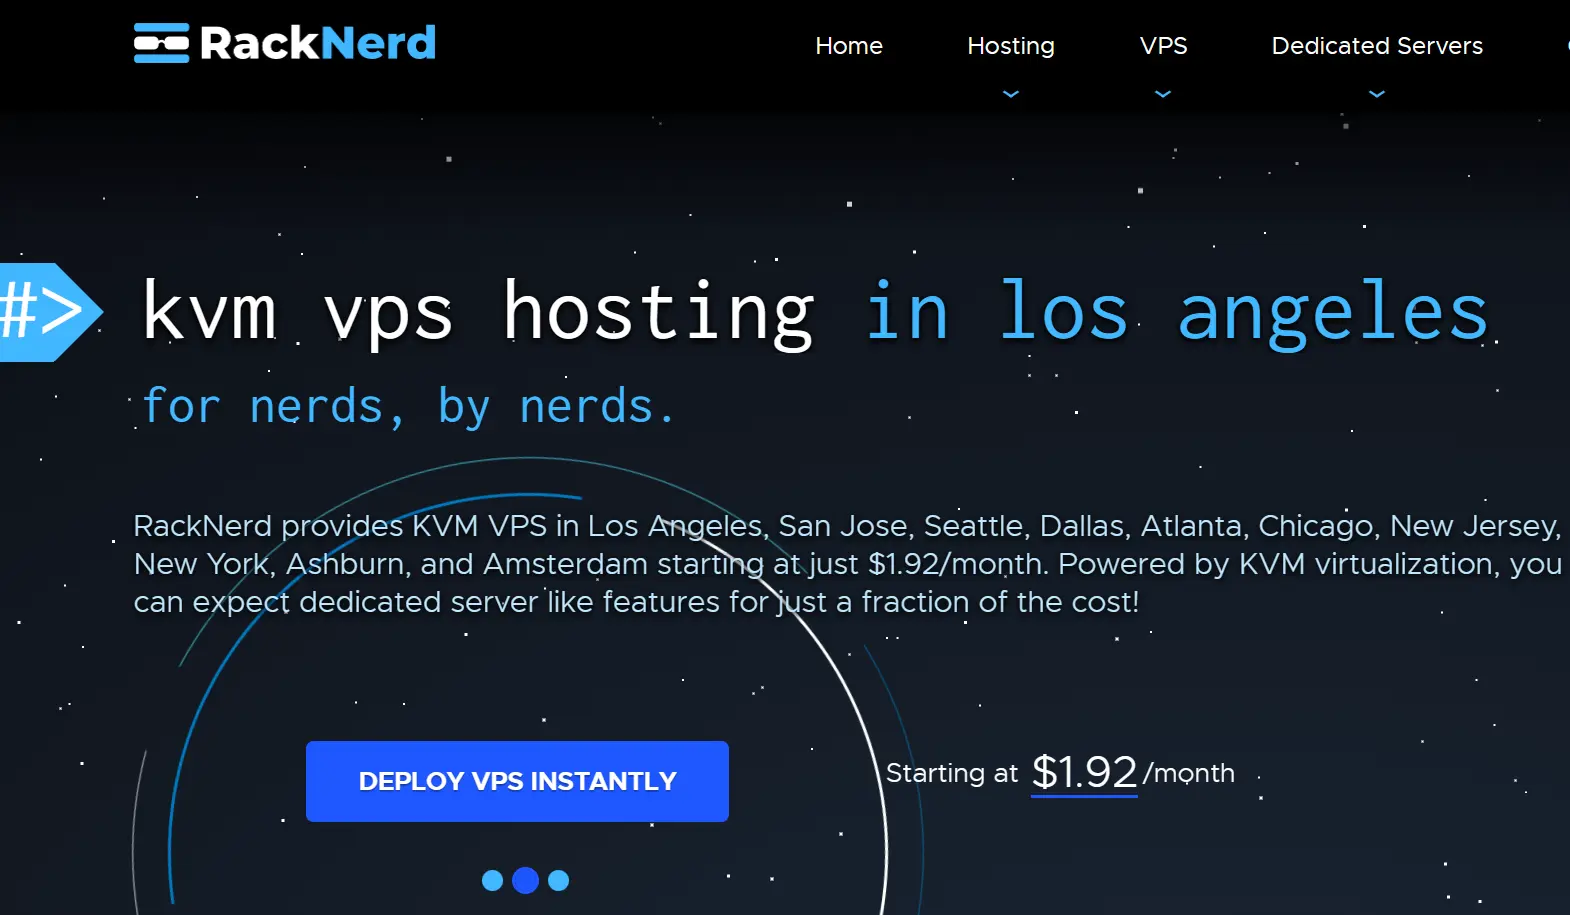 RackNerd
Home Hosting VPS Dedicated Servers
#> kvm vps hosting in los angeles
for nerds, by nerds.
RackNerd provides KVM VPS in Los Angeles, San Jose, Seattle, Dallas, Atlanta, Chicago, New Jersey,
New York, Ashburn, and Amsterdam starting at just $1.92/month. Powered by KVM virtualization, you
can expect dedicated server like features for just a fraction of the cost!
DEPLOY VPS INSTANTLY
Starting at $1.92/month